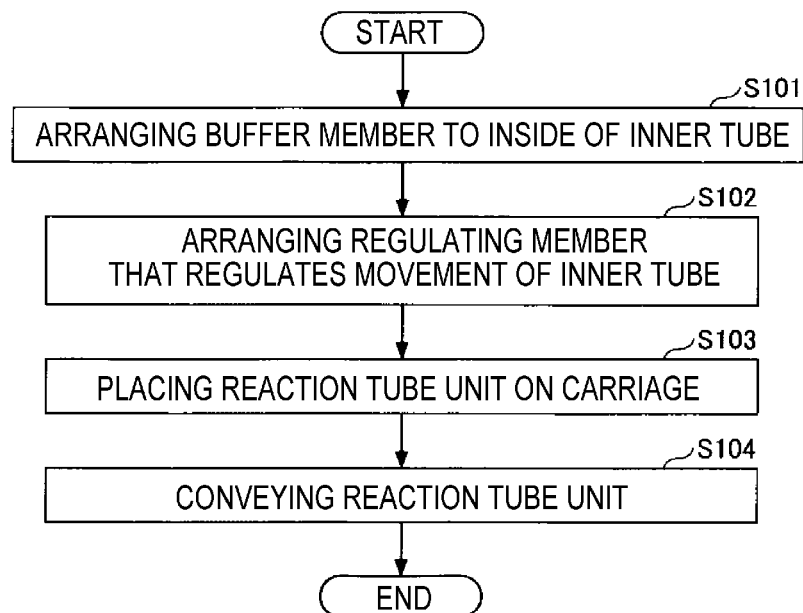 START
S101
ARRANGING BUFFER MEMBER TO INSIDE OF INNER TUBE
S102
ARRANGING REGULATING MEMBER
THAT REGULATES MOVEMENT OF INNER TUBE
S103
PLACING REACTION TUBE UNIT ON CARRIAGE
S104
CONVEYING REACTION TUBE UNIT
END